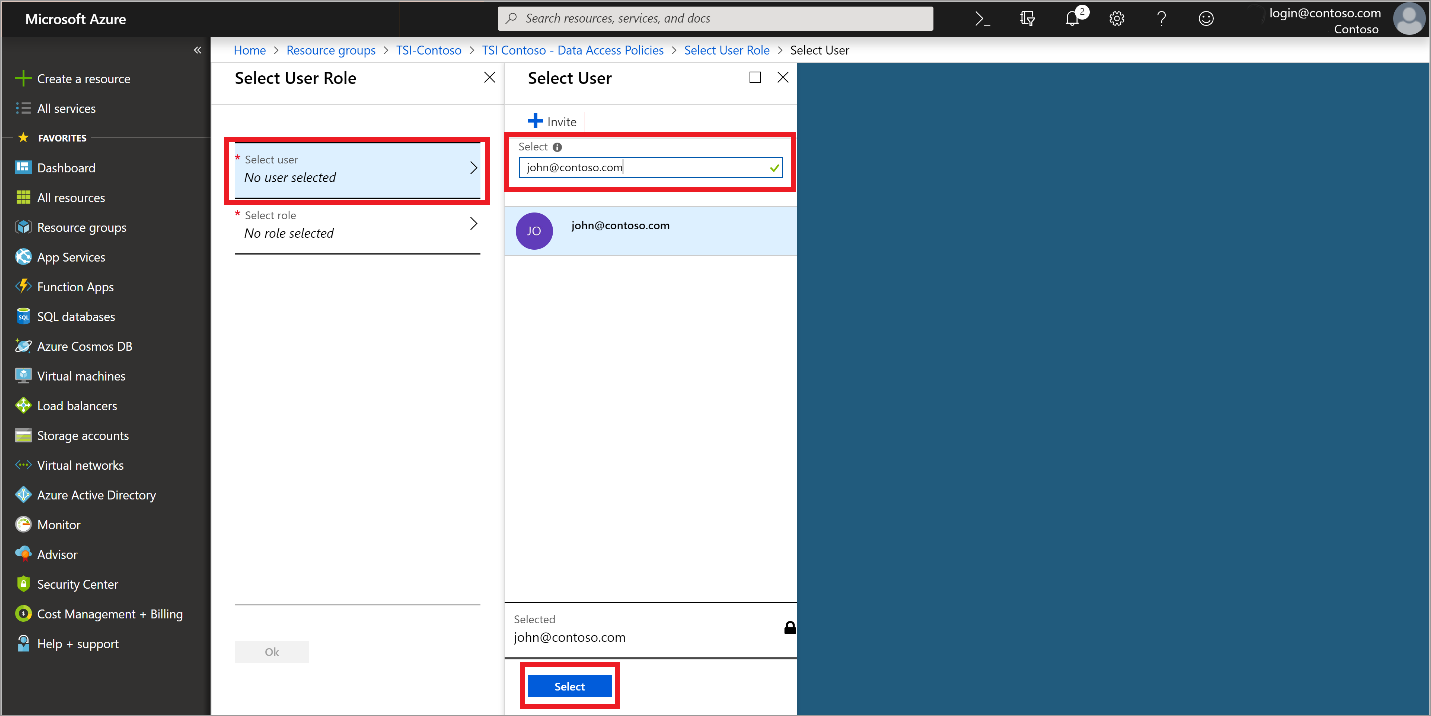 Microsoft Azure
Search resources, services, and docs
2
login@contoso.com
Contoso
«
Home > Resource groups > TSI-Contoso > TSI Contoso - Data Access Policies > Select User Role > Select User
Create a resource
All services
FAVORITES
Dashboard
All resources
Resource groups
App Services
Function Apps
SQL databases
Azure Cosmos DB
Virtual machines
Load balancers
Storage accounts
Virtual networks
Azure Active Directory
Monitor
Advisor
Security Center
Cost Management + Billing
Help + support
Select User Role
* Select user
No user selected
* Select role
No role selected
Ok
Select User
Invite
Select
john@contoso.com
JO
john@contoso.com
Selected
john@contoso.com
Select